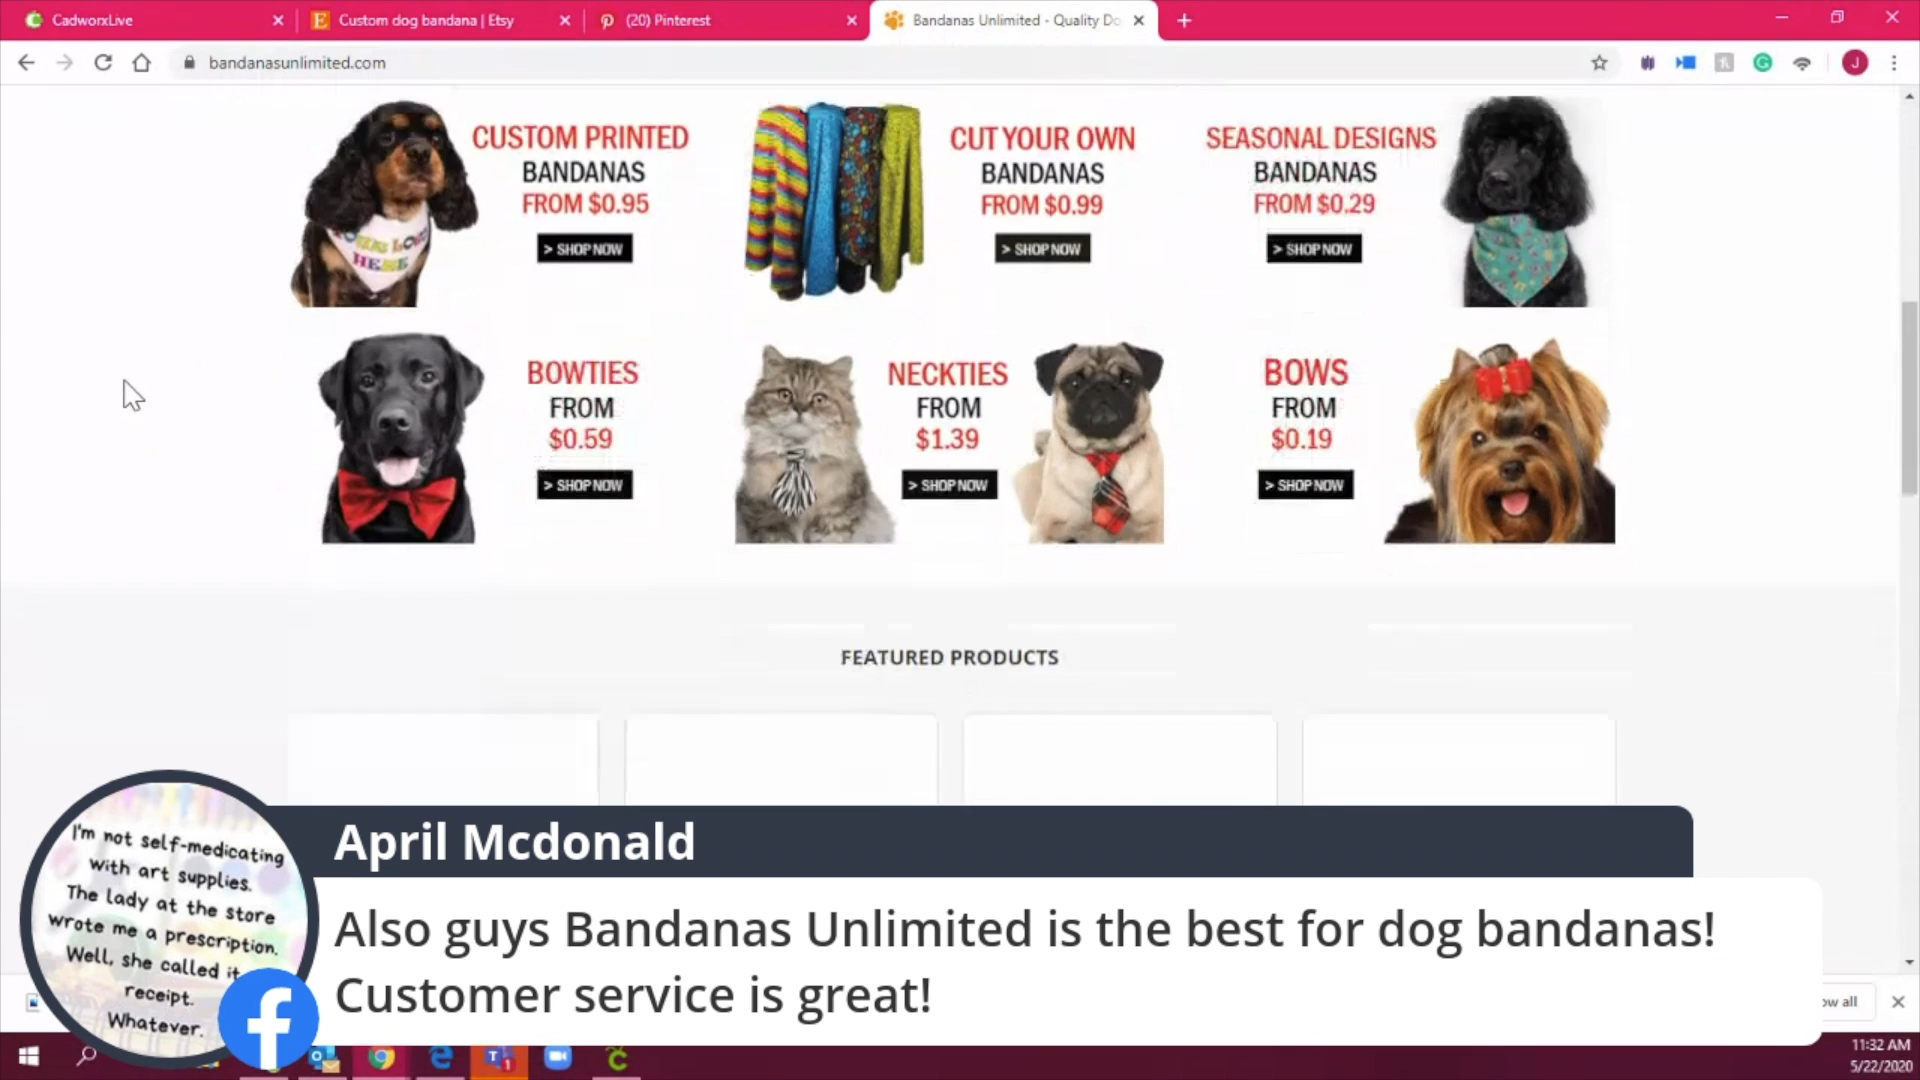 CadworxLive
Custom dog bandana | Etsy
(20) Pinterest
Bandanas Unlimited - Quality Do
bandanasunlimited.com
J
CUSTOM PRINTED
BANDANAS
FROM $0.95
> SHOP NOW
CUT YOUR OWN
BANDANAS
FROM $0.99
> SHOP NOW
SEASONAL DESIGNS
BANDANAS
FROM $0.29
> SHOP NOW
BOWTIES
FROM
$0.59
> SHOP NOW
NECKTIES
FROM
$1.39
> SHOP NOW
BOWS
FROM
$0.19
> SHOP NOW
FEATURED PRODUCTS
I'm not self-medicating
with art supplies.
The lady at the store
wrote me a prescription.
Well, she called it
receipt.
Whatever.
April Mcdonald
Also guys Bandanas Unlimited is the best for dog bandanas!
Customer service is great!
ow all
11:32 AM
5/22/2020